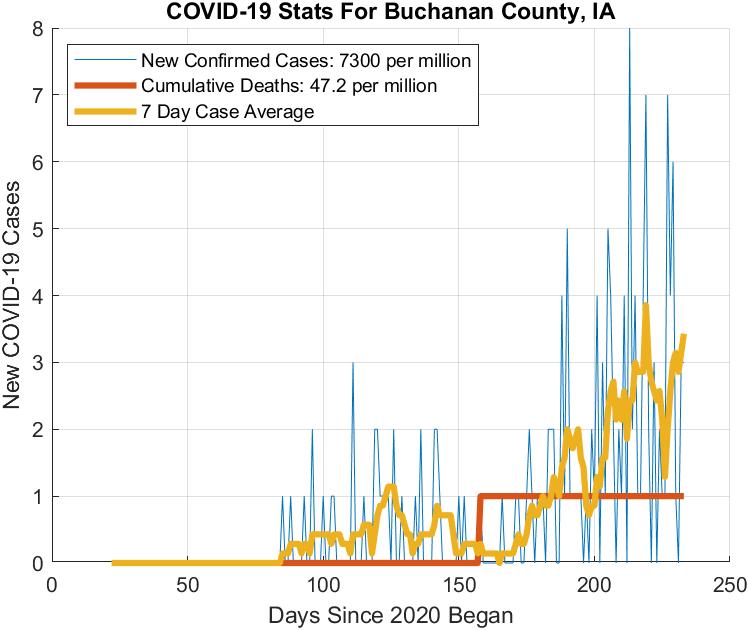 COVID-19 Stats For Buchanan County, IA
8
7
6
5
4
3
2
1
0
New COVID-19 Cases
New Confirmed Cases: 7300 per million
Cumulative Deaths: 47.2 per million
7 Day Case Average
0 50 100 150 200 250
Days Since 2020 Began